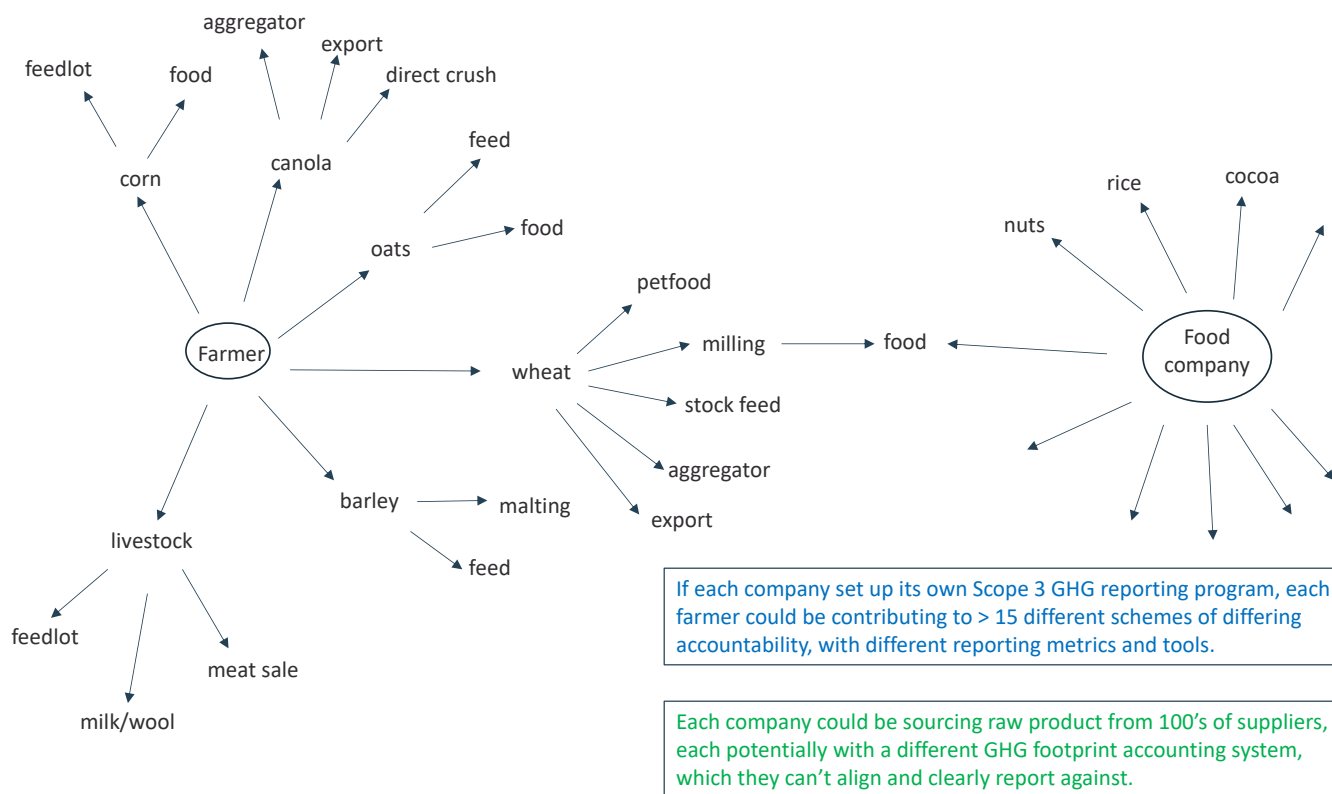 aggregator
export
feedlot
food
direct crush
feed
canola
corn
cocoa
rice
nuts
food
oats
petfood
Farmer
milling
food
Food
company
wheat
stock feed
aggregator
barley
malting
export
livestock
feed
feedlot
meat sale
milk/wool
If each company set up its own Scope 3 GHG reporting program, each
farmer could be contributing to > 15 different schemes of differing
accountability, with different reporting metrics and tools.
Each company could be sourcing raw product from 100’s of suppliers,
each potentially with a different GHG footprint accounting system,
which they can’t align and clearly report against.